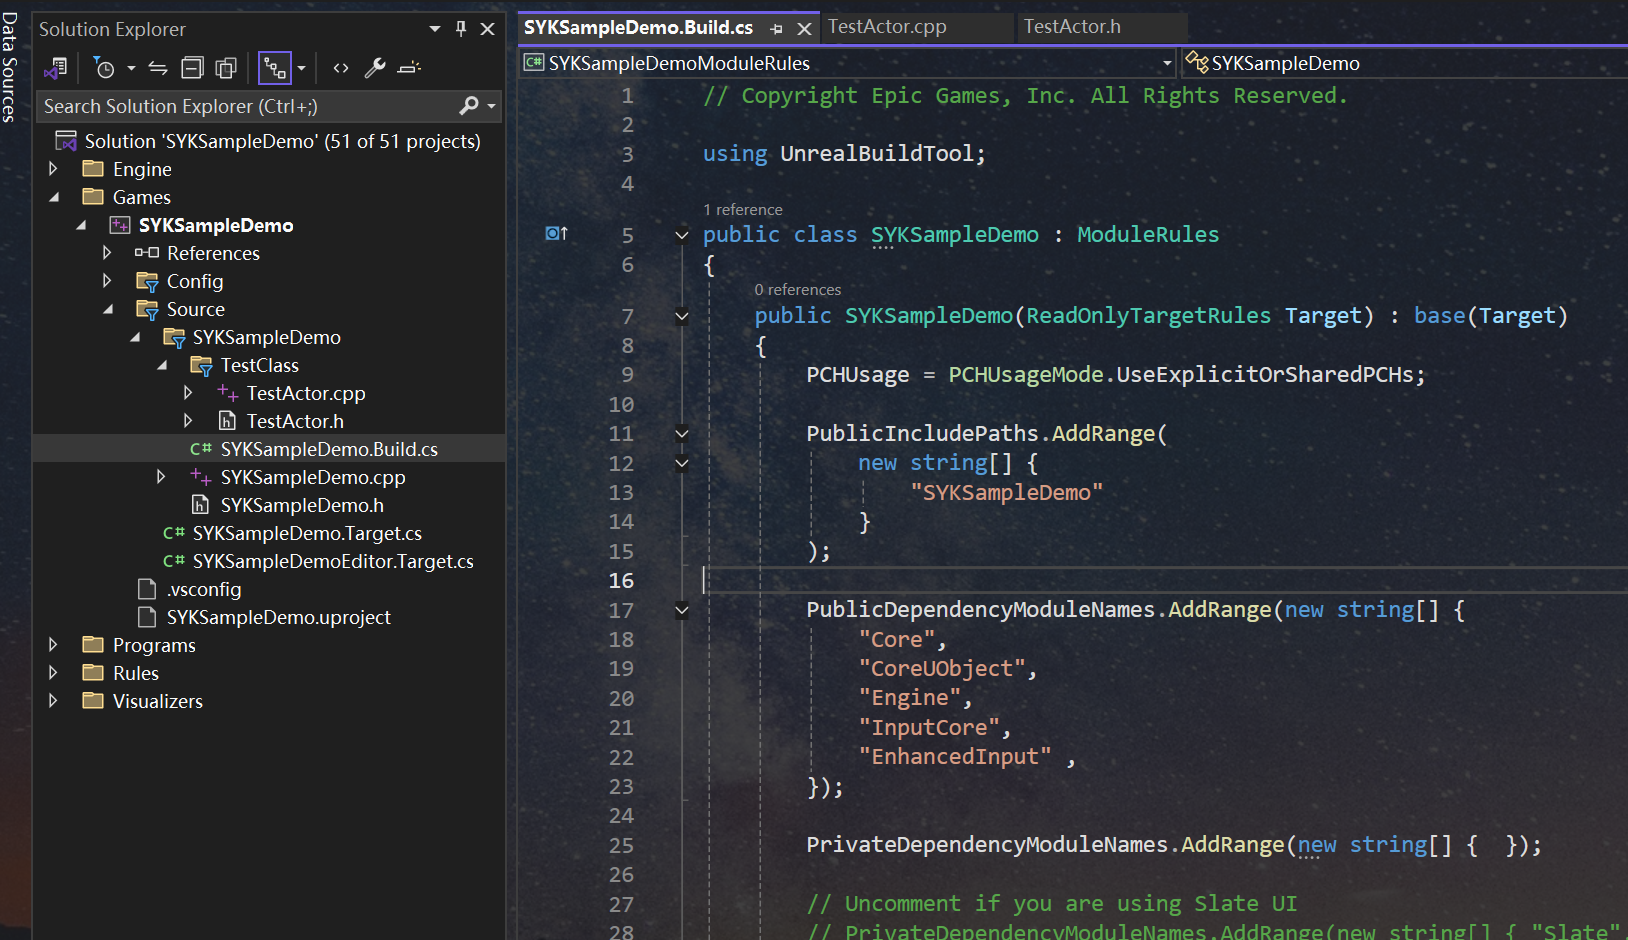 Data Sources
Solution Explorer
Search Solution Explorer (Ctrl+;)
Solution 'SYKSampleDemo' (51 of 51 projects)
Engine
Games
SYKSampleDemo
References
Config
Source
SYKSampleDemo
TestClass
TestActor.cpp
TestActor.h
C# SYKSampleDemo.Build.cs
SYKSampleDemo.cpp
SYKSampleDemo.h
C# SYKSampleDemo.Target.cs
C# SYKSampleDemoEditor.Target.cs
.vsconfig
SYKSampleDemo.uproject
Programs
Rules
Visualizers
SYKSampleDemo.Build.cs
TestActor.cpp
TestActor.h
C# SYKSampleDemoModuleRules
SYKSampleDemo
1 // Copyright Epic Games, Inc. All Rights Reserved.
2
3 using UnrealBuildTool;
4
1 reference
5 public class SYKSampleDemo : ModuleRules
6 {
0 references
7 public SYKSampleDemo(ReadOnlyTargetRules Target) : base(Target)
8 {
9 PCHUsage = PCHUsageMode.UseExplicitOrSharedPCHs;
10
11 PublicIncludePaths.AddRange(
12 new string[] {
13 "SYKSampleDemo"
14 }
15 );
16
17 PublicDependencyModuleNames.AddRange(new string[] {
18 "Core",
19 "CoreUObject",
20 "Engine",
21 "InputCore",
22 "EnhancedInput" ,
23 });
24
25 PrivateDependencyModuleNames.AddRange(new string[] {  });
26
27 // Uncomment if you are using Slate UI
28 // PrivateDependencyModuleNames.AddRange(new string[] { "Slate"